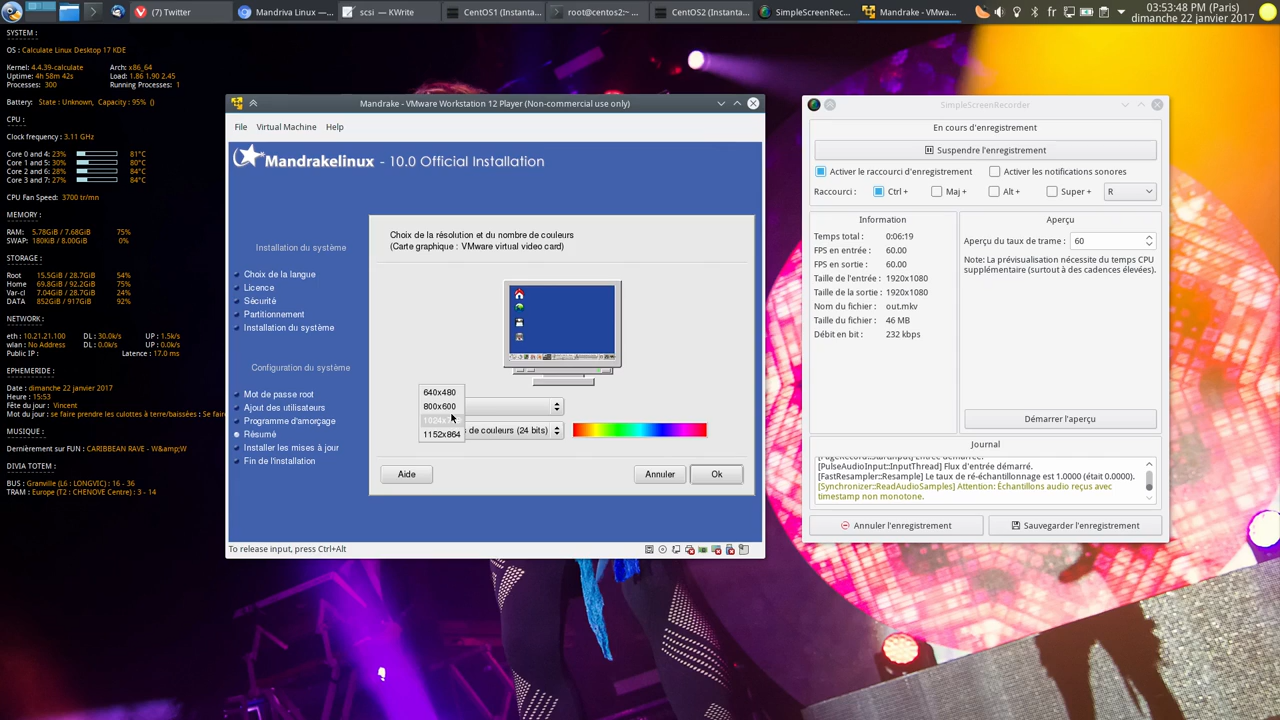 (7) Twitter
Mandriva Linux —...
scsi — KWrite
CentOS1 (Instanta...
root@centos2:~ -...
CentOS2 (Instanta...
SimpleScreenRec...
Mandrake - VMwa...
fr
03:53:48 PM (Paris)
dimanche 22 janvier 2017
SYSTEM :
OS : Calculate Linux Desktop 17 KDE
Kernel: 4.4.39-calculate Arch: x86_64
Uptime: 4h 58m 42s Load: 1.86 1.90 2.45
Processes: 300 Running Processes: 1
Battery: State : Unknown, Capacity : 95% ()
CPU :
Clock frequency : 3.11 GHz
Core 0 and 4: 23% 81°C
Core 1 and 5: 30% 80°C
Core 2 and 6: 28% 84°C
Core 3 and 7: 27% 84°C
CPU Fan Speed: 3700 tr/mn
MEMORY :
RAM: 5.78GiB / 7.68GiB 75%
SWAP: 180KiB / 8.00GiB 0%
STORAGE :
Root 15.5GiB / 28.7GiB 54%
Home 69.8GiB / 92.2GiB 75%
Var-cl 7.04GiB / 28.7GiB 24%
DATA 852GiB / 917GiB 92%
NETWORK :
eth : 10.21.21.100 DL : 30.0k/s UP : 1.5k/s
wlan : No Address DL : 0.0k/s UP : 0.0k/s
Public IP : Latence : 17.0 ms
EPHEMERIDE :
Date : dimanche 22 janvier 2017
Heure : 15:53
Fête du jour : Vincent
Mot du jour : se faire prendre les culottes à terre/baissées : Se fair
MUSIQUE :
Dernièrement sur FUN : CARIBBEAN RAVE - W&amp;W
DIVIA TOTEM :
BUS : Granville (L6 : LONGVIC) : 16 - 36
TRAM : Europe (T2 : CHENOVE Centre) : 3 - 14
Mandrake - VMware Workstation 12 Player (Non-commercial use only)
File Virtual Machine Help
Mandrakelinux - 10.0 Official Installation
Installation du système
Choix de la langue
Licence
Sécurité
Partitionnement
Installation du système
Configuration du système
Mot de passe root
Ajout des utilisateurs
Programme d'amorçage
Résumé
Installer les mises à jour
Fin de l'installation
Choix de la résolution et du nombre de couleurs
(Carte graphique : VMware virtual video card)
640x480
800x600
1152x864
de couleurs (24 bits)
Aide
Annuler
Ok
To release input, press Ctrl+Alt
SimpleScreenRecorder
En cours d'enregistrement
Suspendre l'enregistrement
Activer le raccourci d'enregistrement
Activer les notifications sonores
Raccourci : Ctrl + Maj + Alt + Super + R
Information
Temps total : 0:06:19
FPS en entrée : 60.00
FPS en sortie : 60.00
Taille de l'entrée : 1920x1080
Taille de la sortie : 1920x1080
Nom du fichier : out.mkv
Taille du fichier : 46 MB
Débit en bit : 232 kbps
Aperçu
Aperçu du taux de trame : 60
Note: La prévisualisation nécesite du temps CPU
supplémentaire (surtout à des cadences élevées).
Démarrer l'aperçu
Journal
[PulseAudioInput::InputThread] Flux d'entrée démarré.
[FastResampler::Resample] Le taux de ré-échantillonnage est 1.0000 (était 0.0000).
[Synchronizer::ReadAudioSamples] Attention: Échantillons audio reçus avec
timestamp non monotone.
Annuler l'enregistrement
Sauvegarder l'enregistrement